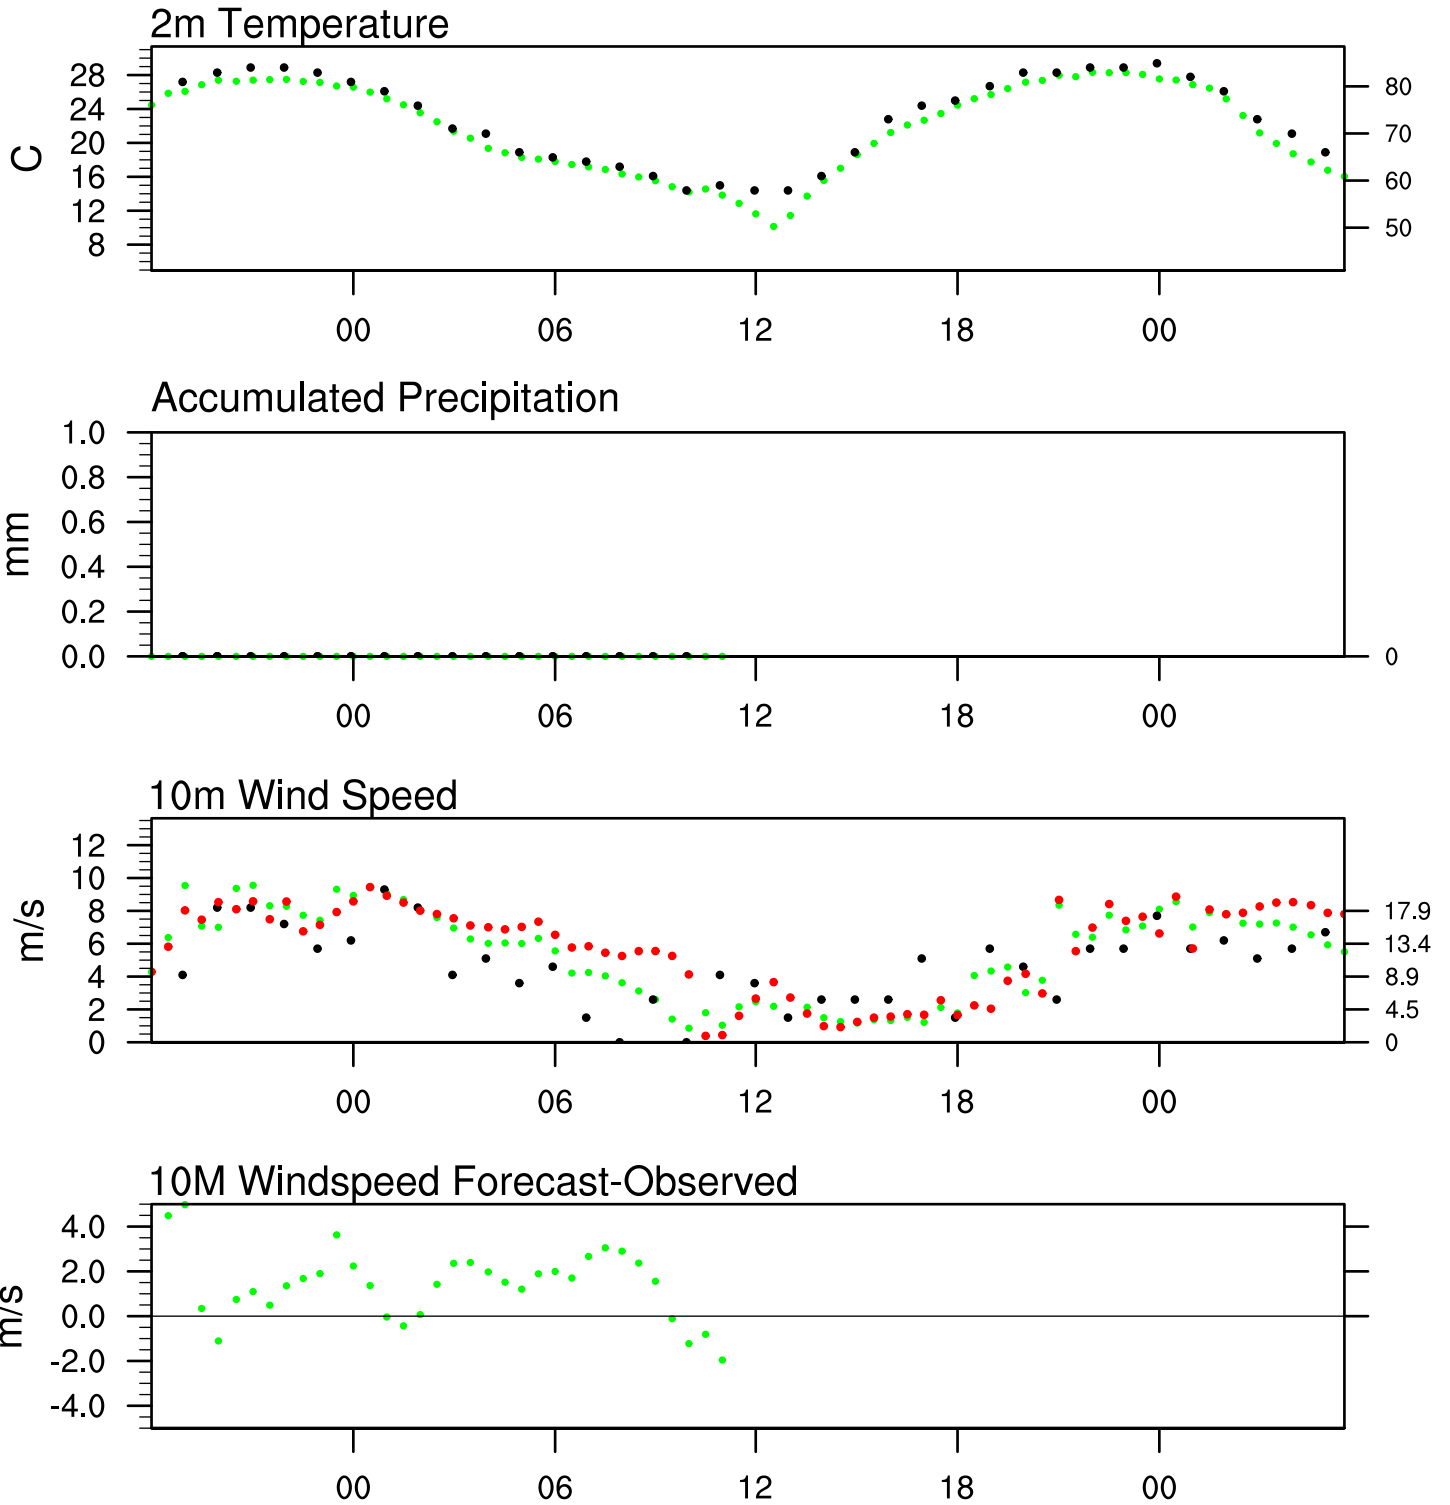 2m Temperature
28
24
20
16
12
8
C
80
70
60
50
00 06 12 18 00
Accumulated Precipitation
1.0
0.8
0.6
0.4
0.2
0.0
mm
0
00 06 12 18 00
10m Wind Speed
12
10
8
6
4
2
0
m/s
17.9
13.4
8.9
4.5
0
00 06 12 18 00
10M Windspeed Forecast-Observed
4.0
2.0
0.0
-2.0
-4.0
m/s
00 06 12 18 00